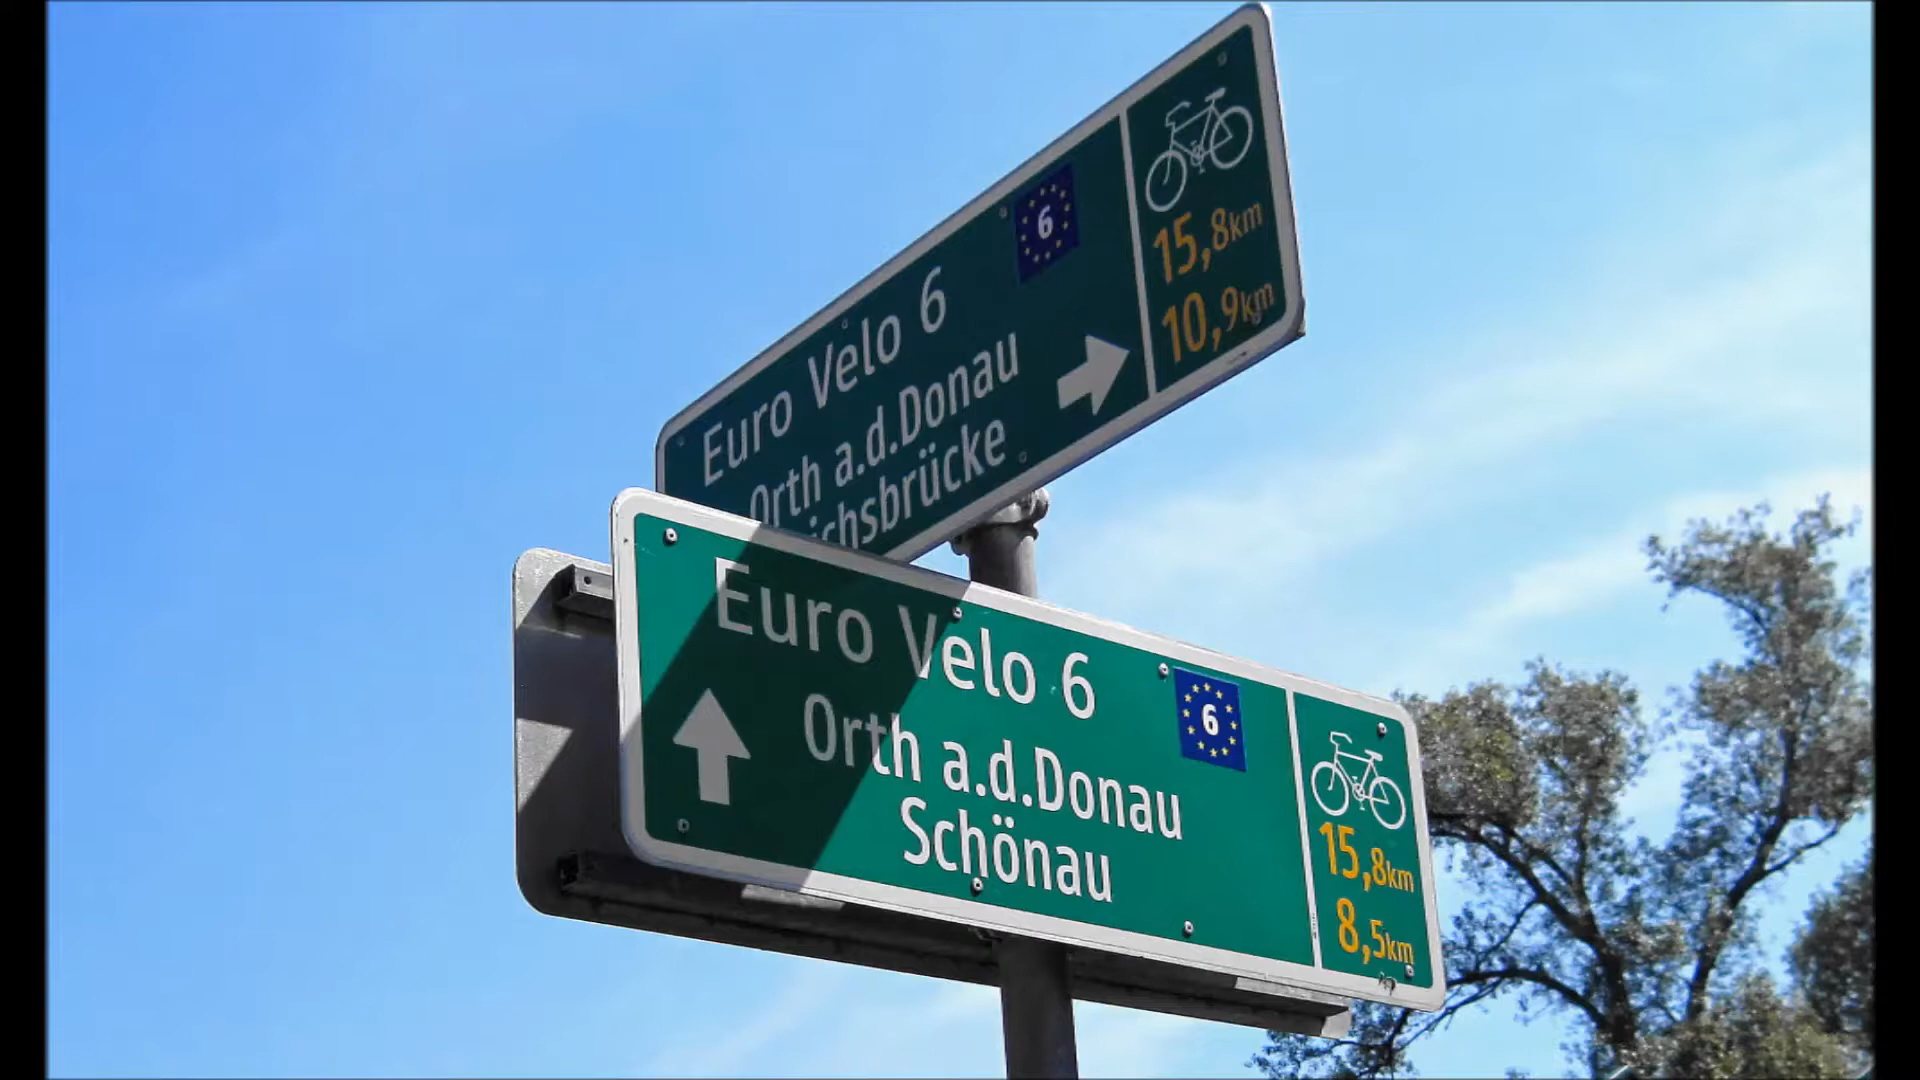 Euro Velo 6
6
Orth a.d.Donau
15,8km
10,9km
Euro Velo 6
6
Orth a.d.Donau
Schönau
15,8km
8,5km